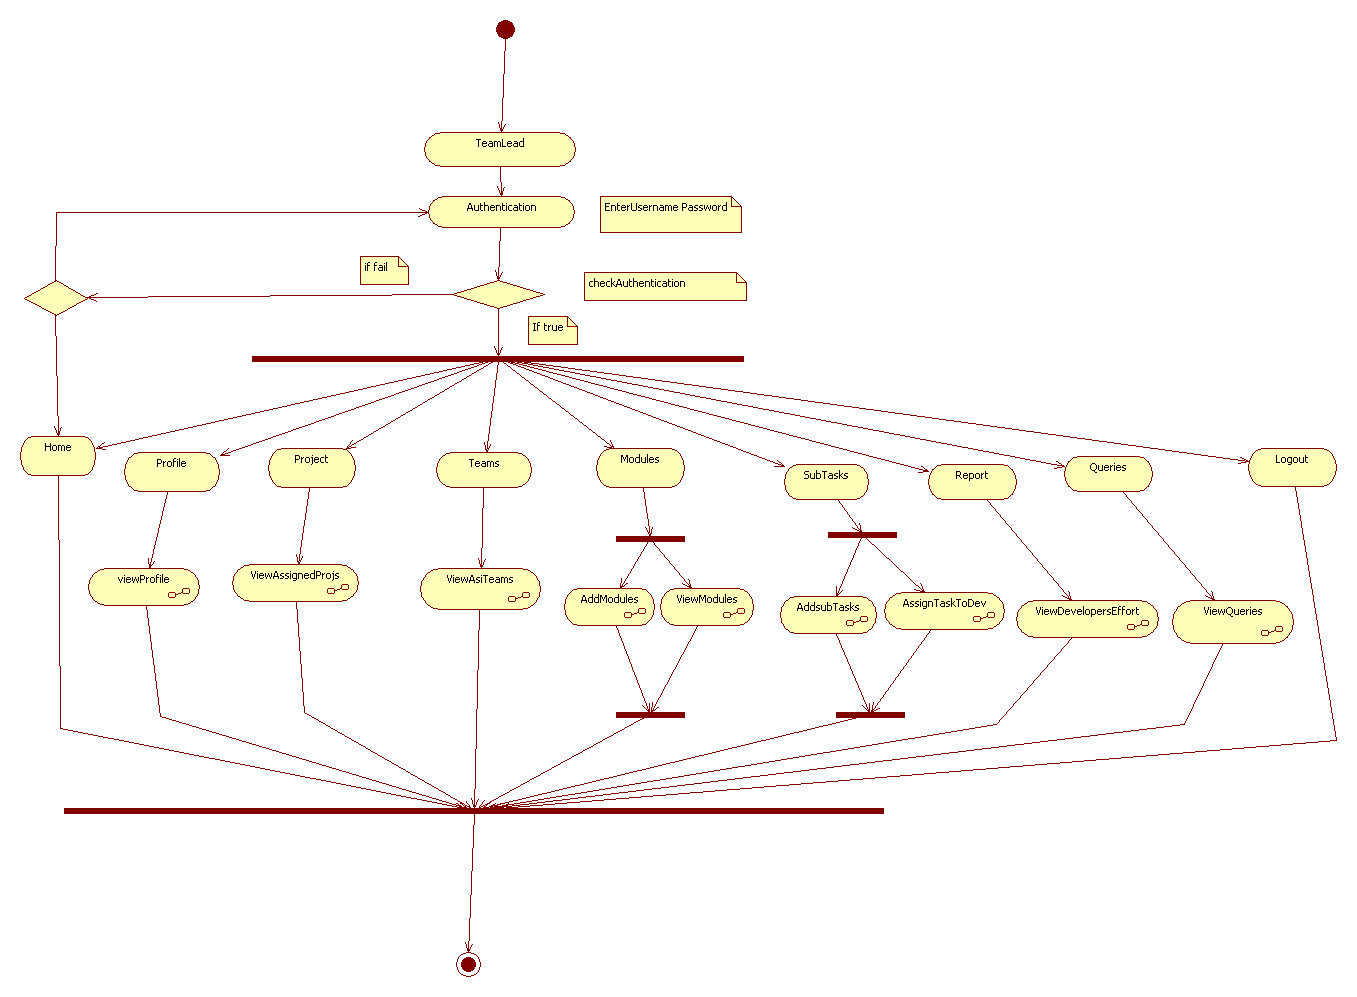 TeamLead
Authentication
EnterUsername Password
if fail
checkAuthentication
If true
Home
Profile
Project
Teams
Modules
SubTasks
Report
Queries
Logout
viewProfile
ViewAssignedProjs
ViewAsiTeams
AddModules
ViewModules
AddsubTasks
AssignTaskToDev
ViewDevelopersEffort
ViewQueries